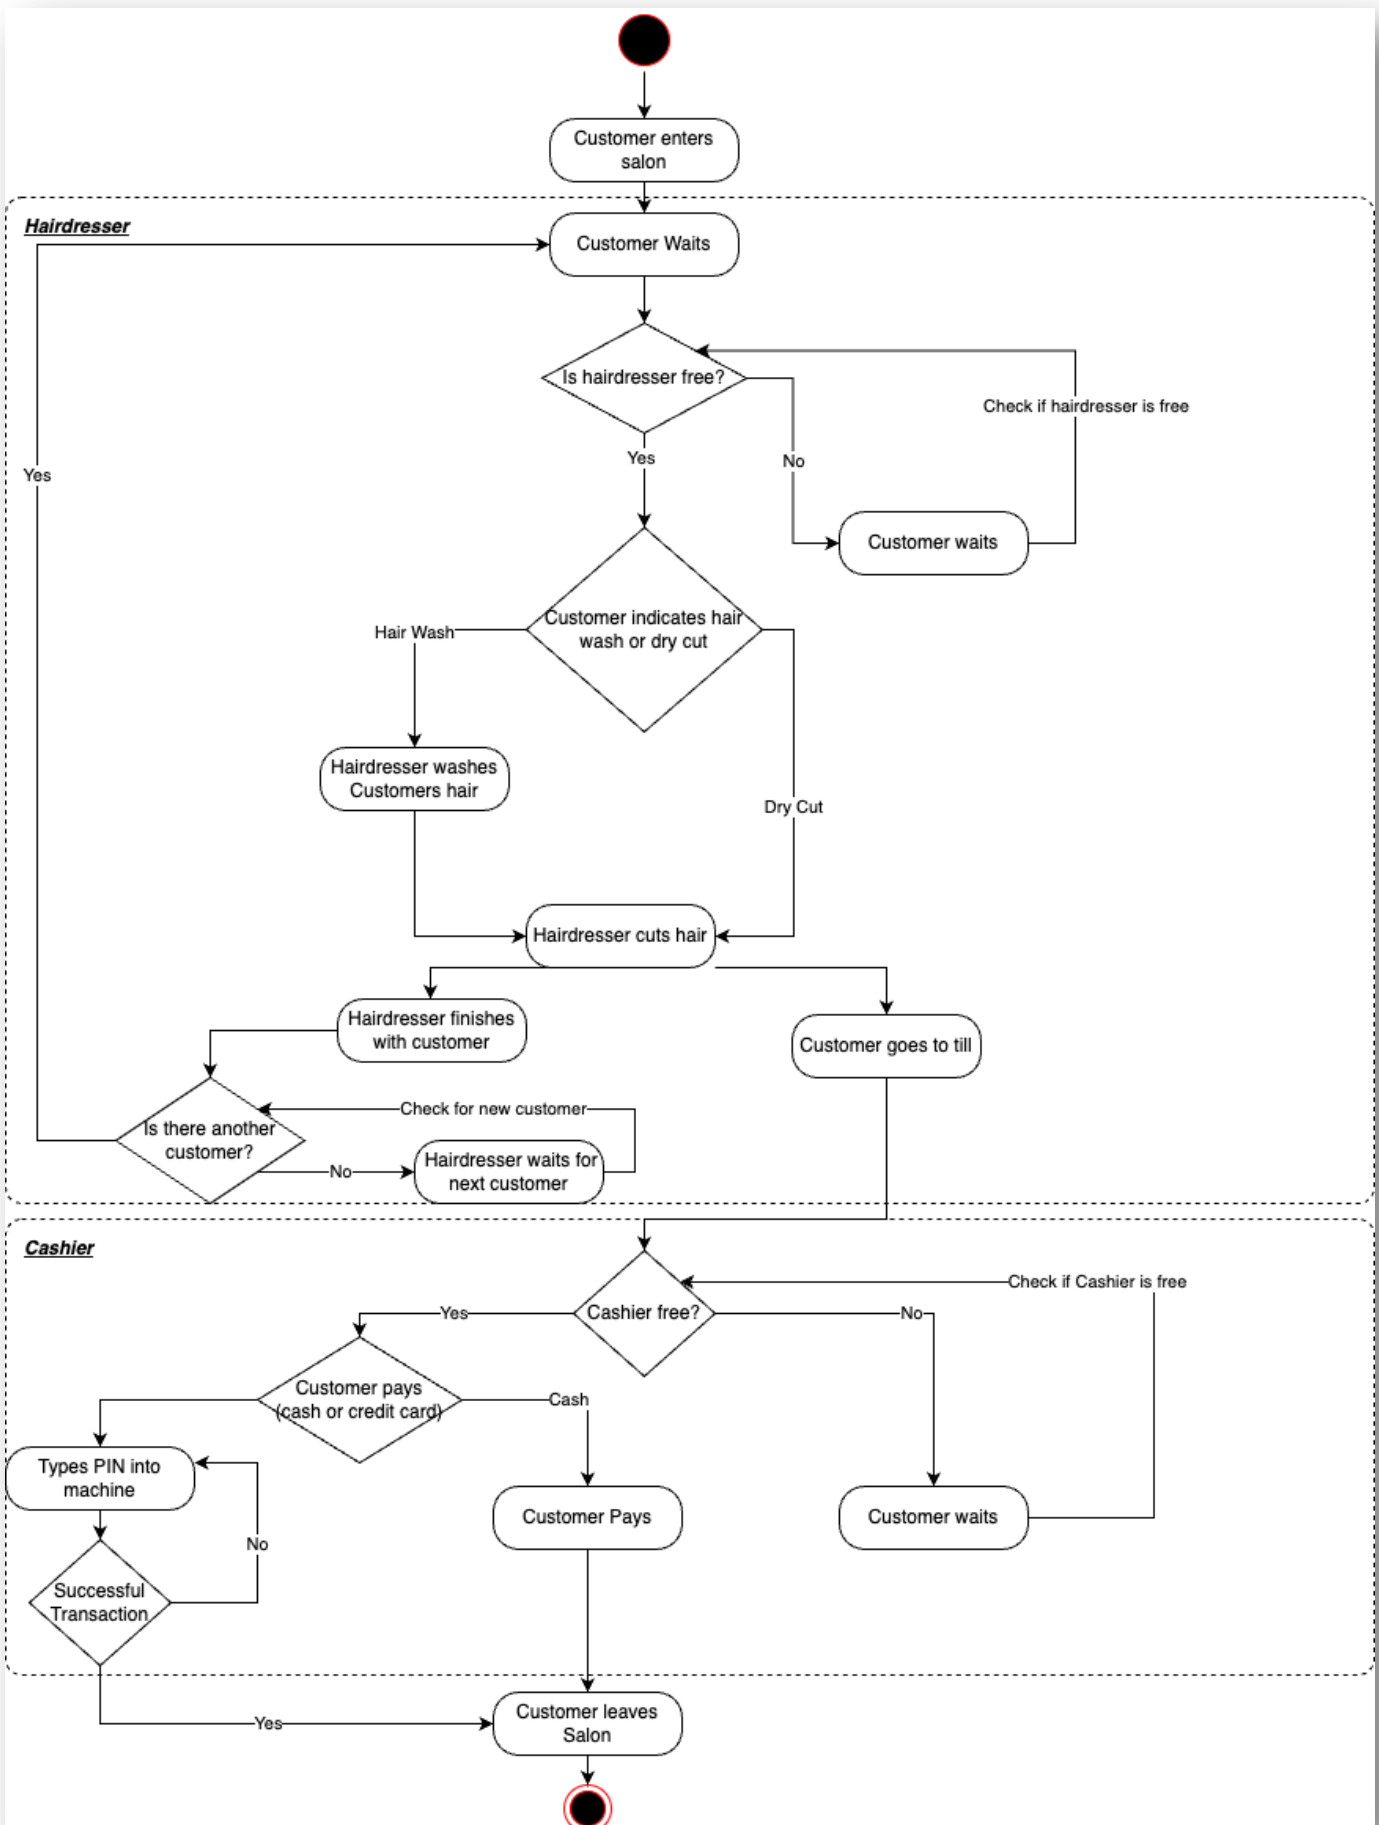 Customer enters
salon
Hairdresser
Customer Waits
Is hairdresser free?
Check if hairdresser is free
Yes
No
Yes
Customer waits
Customer indicates hair
wash or dry cut
Hair Wash
Hairdresser washes
Customers hair
Dry Cut
Hairdresser cuts hair
Hairdresser finishes
with customer
Customer goes to till
Check for new customer
Is there another
customer?
No
Hairdresser waits for
next customer
Cashier
Check if Cashier is free
Yes
Cashier free?
No
Customer pays
(cash or credit card)
Cash
Types PIN into
machine
Customer Pays
Customer waits
No
Successful
Transaction
Customer leaves
Salon
Yes